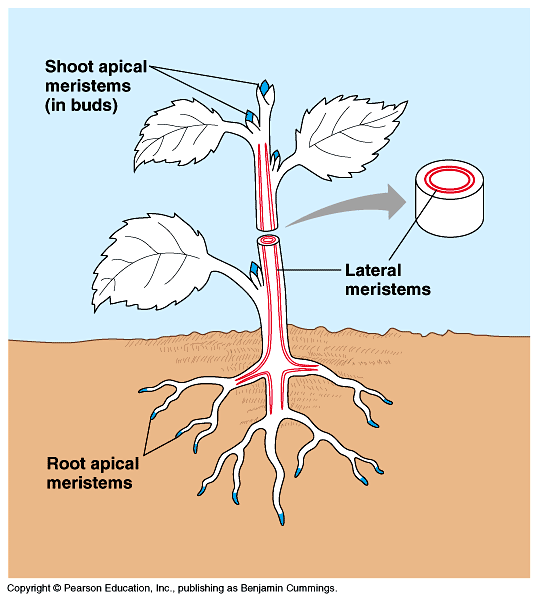 Shoot apical
meristems
(in buds)
Lateral
meristems
Root apical
meristems
Copyright © Pearson Education, Inc., publishing as Benjamin Cummings.